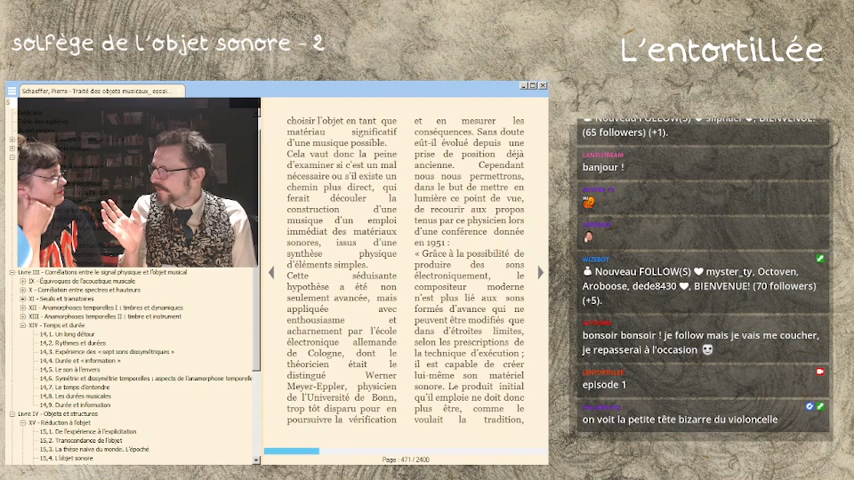 solfège de l'objet sonore - 2
L'entortillée
Schaeffer, Pierre - Traité des objets musicaux_ essai...
Livre III - Corrélations entre le signal physique et l'objet musical
IX - Équivoques de l'acoustique musicale
X - Corrélation entre spectres et hauteurs
XI - Seuils et transitoires
XII - Anamorphoses temporelles I : timbres et dynamiques
XIII - Anamorphoses temporelles II : timbre et instrument
XIV - Temps et durée
14,1. Un long détour
14,2. Rythmes et durées
14,3. Expérience des « sept sons dissymétriques »
14,4. Durée et « information »
14,5. Le son à l'envers
14,6. Symétrie et dissymétrie temporelles : aspects de l'anamorphose temporelle
14,7. Le temps d'entendre
14,8. Les durées musicales
14,9. Durée et information
Livre IV - Objets et structures
XV - Réduction à l'objet
15,1. De l'expérience à l'explicitation
15,2. Transcendance de l'objet
15,3. La thèse naïve du monde. L'époché
15,4. L'objet sonore
choisir l'objet en tant que
matériau significatif
d'une musique possible.
Cela vaut donc la peine
d'examiner si c'est un mal
nécessaire ou s'il existe un
chemin plus direct, qui
ferait découler la
construction d'une
musique d'un emploi
immédiat des matériaux
sonores, issus d'une
synthèse physique
d'éléments simples.
Cette séduisante
hypothèse a été non
seulement avancée, mais
appliquée avec
enthousiasme et
acharnement par l'école
électronique allemande
de Cologne, dont le
théoricien était le
distingué Werner
Meyer-Eppler, physicien
de l'Université de Bonn,
trop tôt disparu pour en
poursuivre la vérification
et en mesurer les
conséquences. Sans doute
eût-il évolué depuis une
prise de position déjà
ancienne. Cependant
nous nous permettrons,
dans le but de mettre en
lumière ce point de vue,
de recourir aux propos
tenus par ce physicien lors
d'une conférence donnée
en 1951 :
« Grâce à la possibilité de
produire des sons
électroniquement, le
compositeur moderne
n'est plus lié aux sons
formés d'avance qui ne
peuvent être modifiés que
dans d'étroites limites,
selon les prescriptions de
la technique d'exécution ;
il est capable de créer
lui-même son matériel
sonore. Le produit initial
qu'il emploie ne doit donc
plus être, comme le
voulait la tradition,
Page : 471 / 2400
(65 followers) (+1).
banjour !
WIZEBOT
Nouveau FOLLOW(S) myster_ty, Octoven,
Aroboose, dede8430, BIENVENUE! (70 followers)
(+5).
bonsoir bonsoir ! je follow mais je vais me coucher,
je repasserai à l'occasion
episode 1
on voit la petite tête bizarre du violoncelle